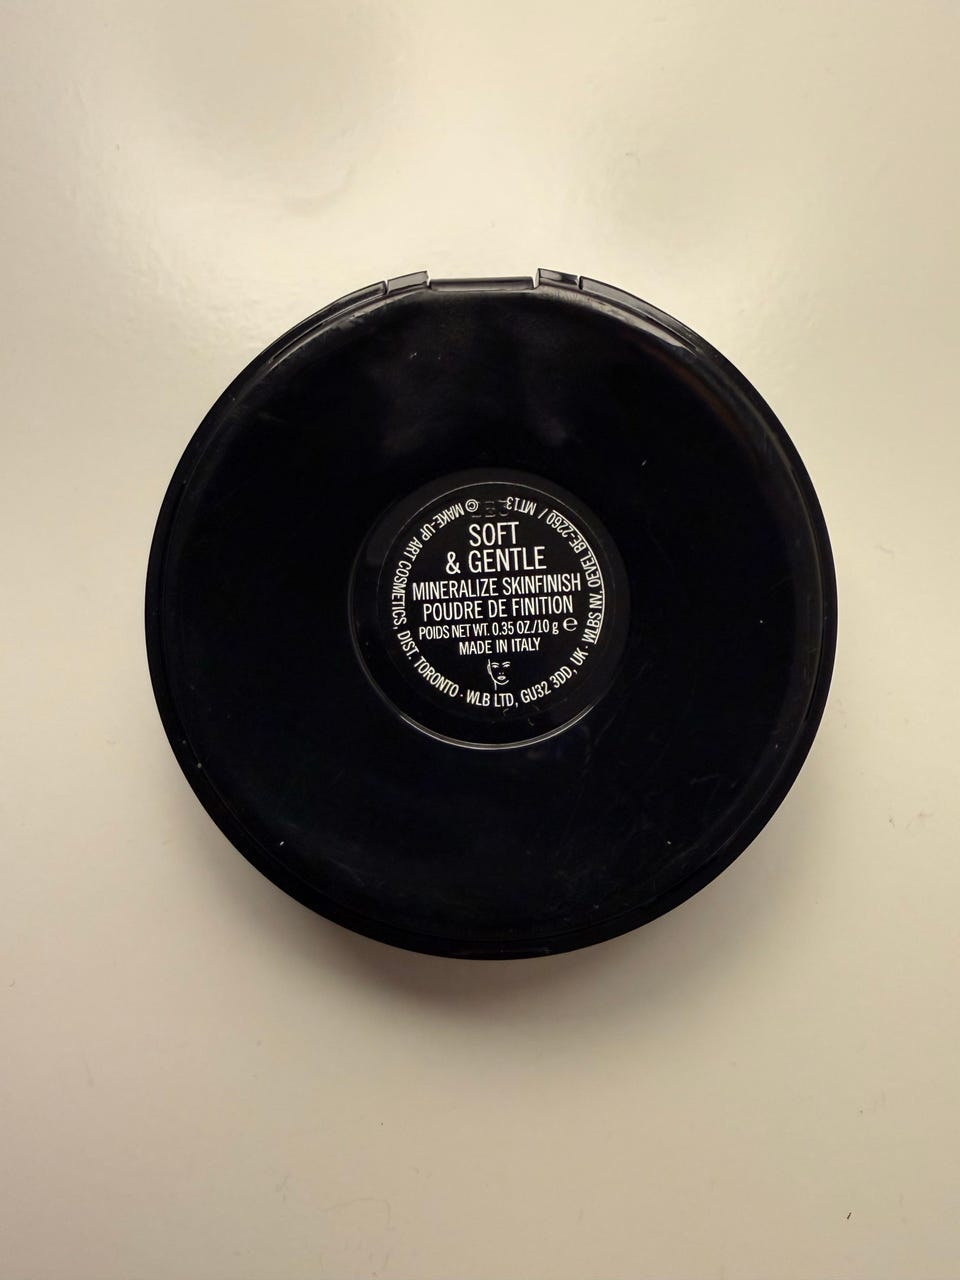 SOFT
& GENTLE
MINERALIZE SKINFINISH
POUDRE DE FINITION
POIDS NET WT. 0.35 OZ./10 g ℮
MADE IN ITALY
© MAKE-UP ART COSMETICS, DIST. TORONTO · WLB LTD, GU32 3DD, UK · WLBS NV, OEVEL BE-2260 / MT13